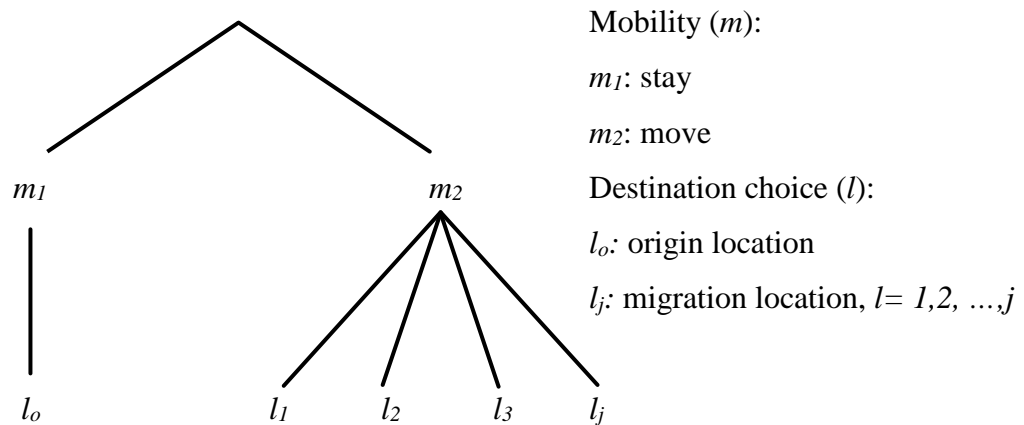 Mobility (m):
m1: stay
m2: move
m1 m2
Destination choice (l):
lo: origin location
lj: migration location, l= 1,2, ...,j
lo l1 l2 l3 lj